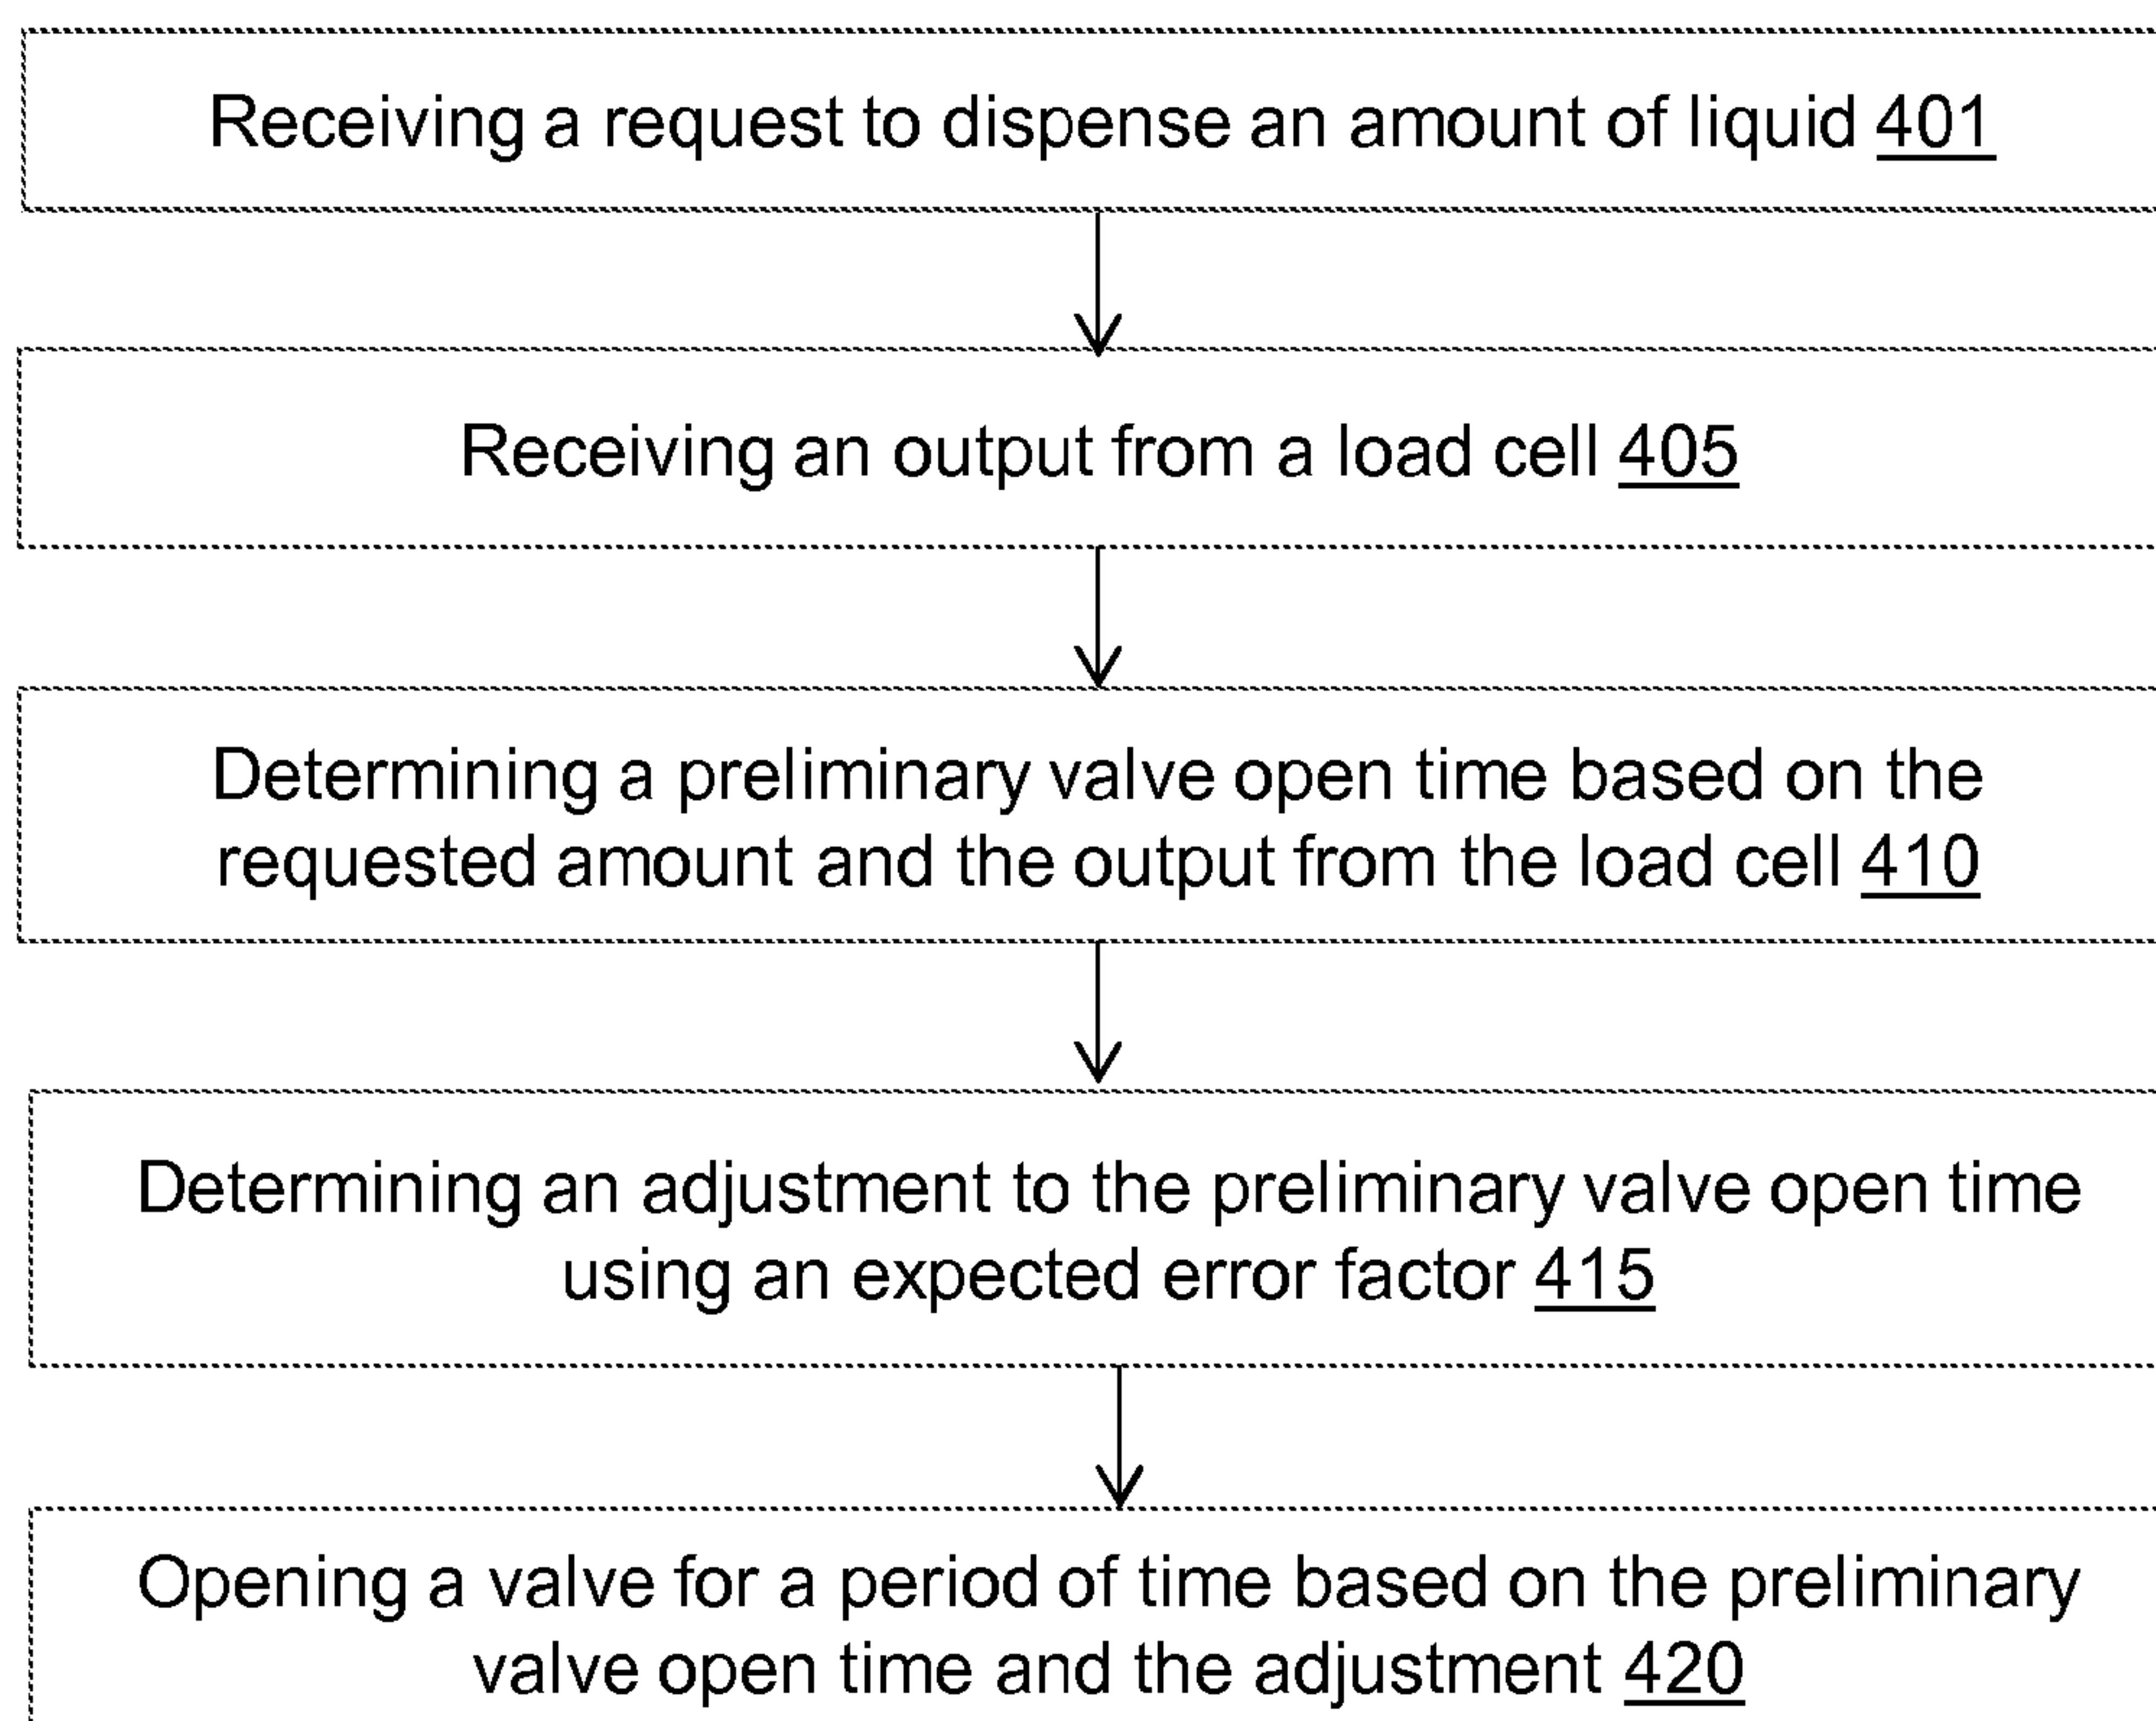 Receiving a request to dispense an amount of liquid 401
Receiving an output from a load cell 405
Determining a preliminary valve open time based on the
requested amount and the output from the load cell 410
Determining an adjustment to the preliminary valve open time
using an expected error factor 415
Opening a valve for a period of time based on the preliminary
valve open time and the adjustment 420